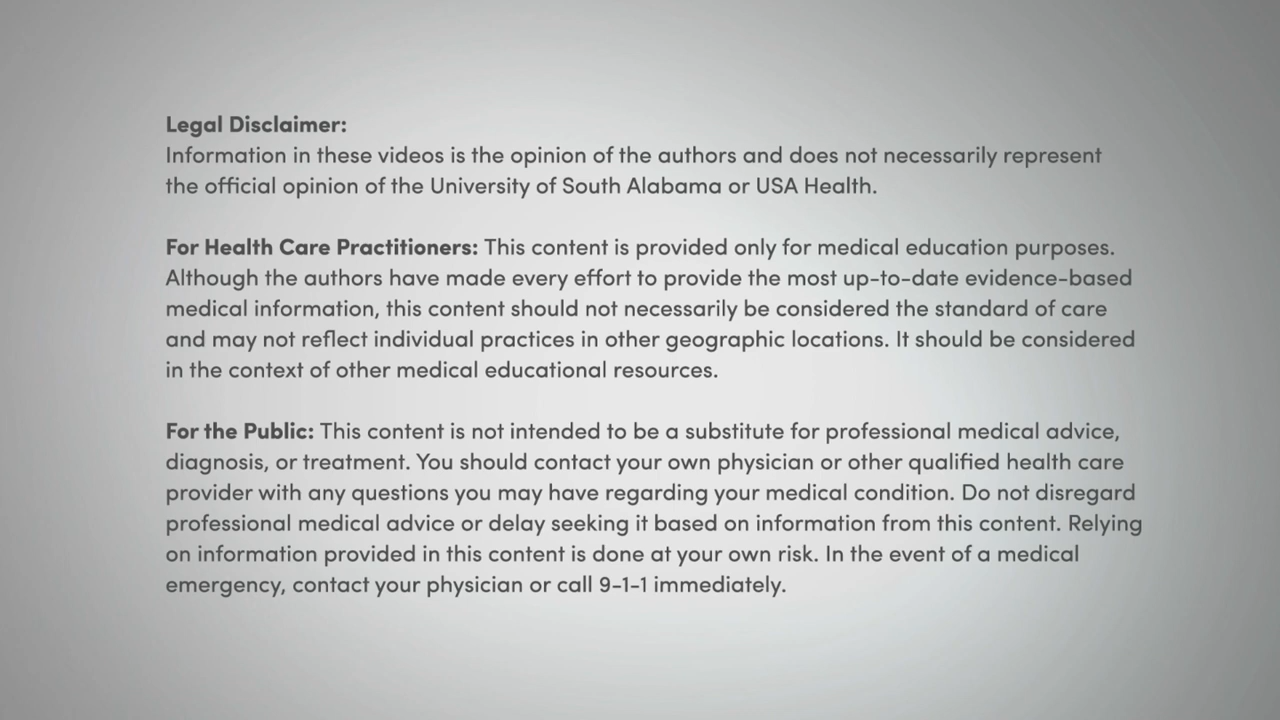 Legal Disclaimer:
Information in these videos is the opinion of the authors and does not necessarily represent
the official opinion of the University of South Alabama or USA Health.
For Health Care Practitioners: This content is provided only for medical education purposes.
Although the authors have made every effort to provide the most up-to-date evidence-based
medical information, this content should not necessarily be considered the standard of care
and may not reflect individual practices in other geographic locations. It should be considered
in the context of other medical educational resources.
For the Public: This content is not intended to be a substitute for professional medical advice,
diagnosis, or treatment. You should contact your own physician or other qualified health care
provider with any questions you may have regarding your medical condition. Do not disregard
professional medical advice or delay seeking it based on information from this content. Relying
on information provided in this content is done at your own risk. In the event of a medical
emergency, contact your physician or call 9-1-1 immediately.